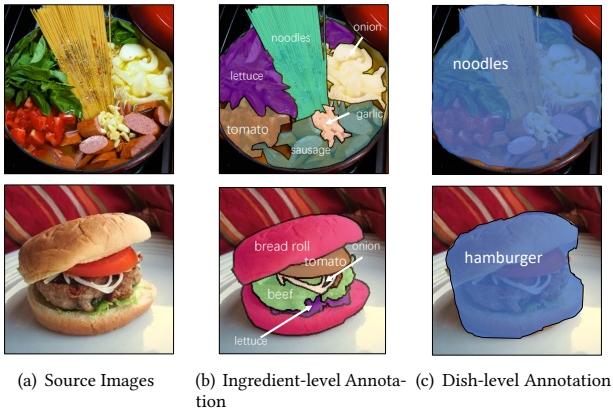 noodles
onion
lettuce
tomato
garlic
sausage
noodles
bread roll
onion
tomato
beef
lettuce
hamburger
(a) Source Images
(b) Ingredient-level Annota-
tion
(c) Dish-level Annotation